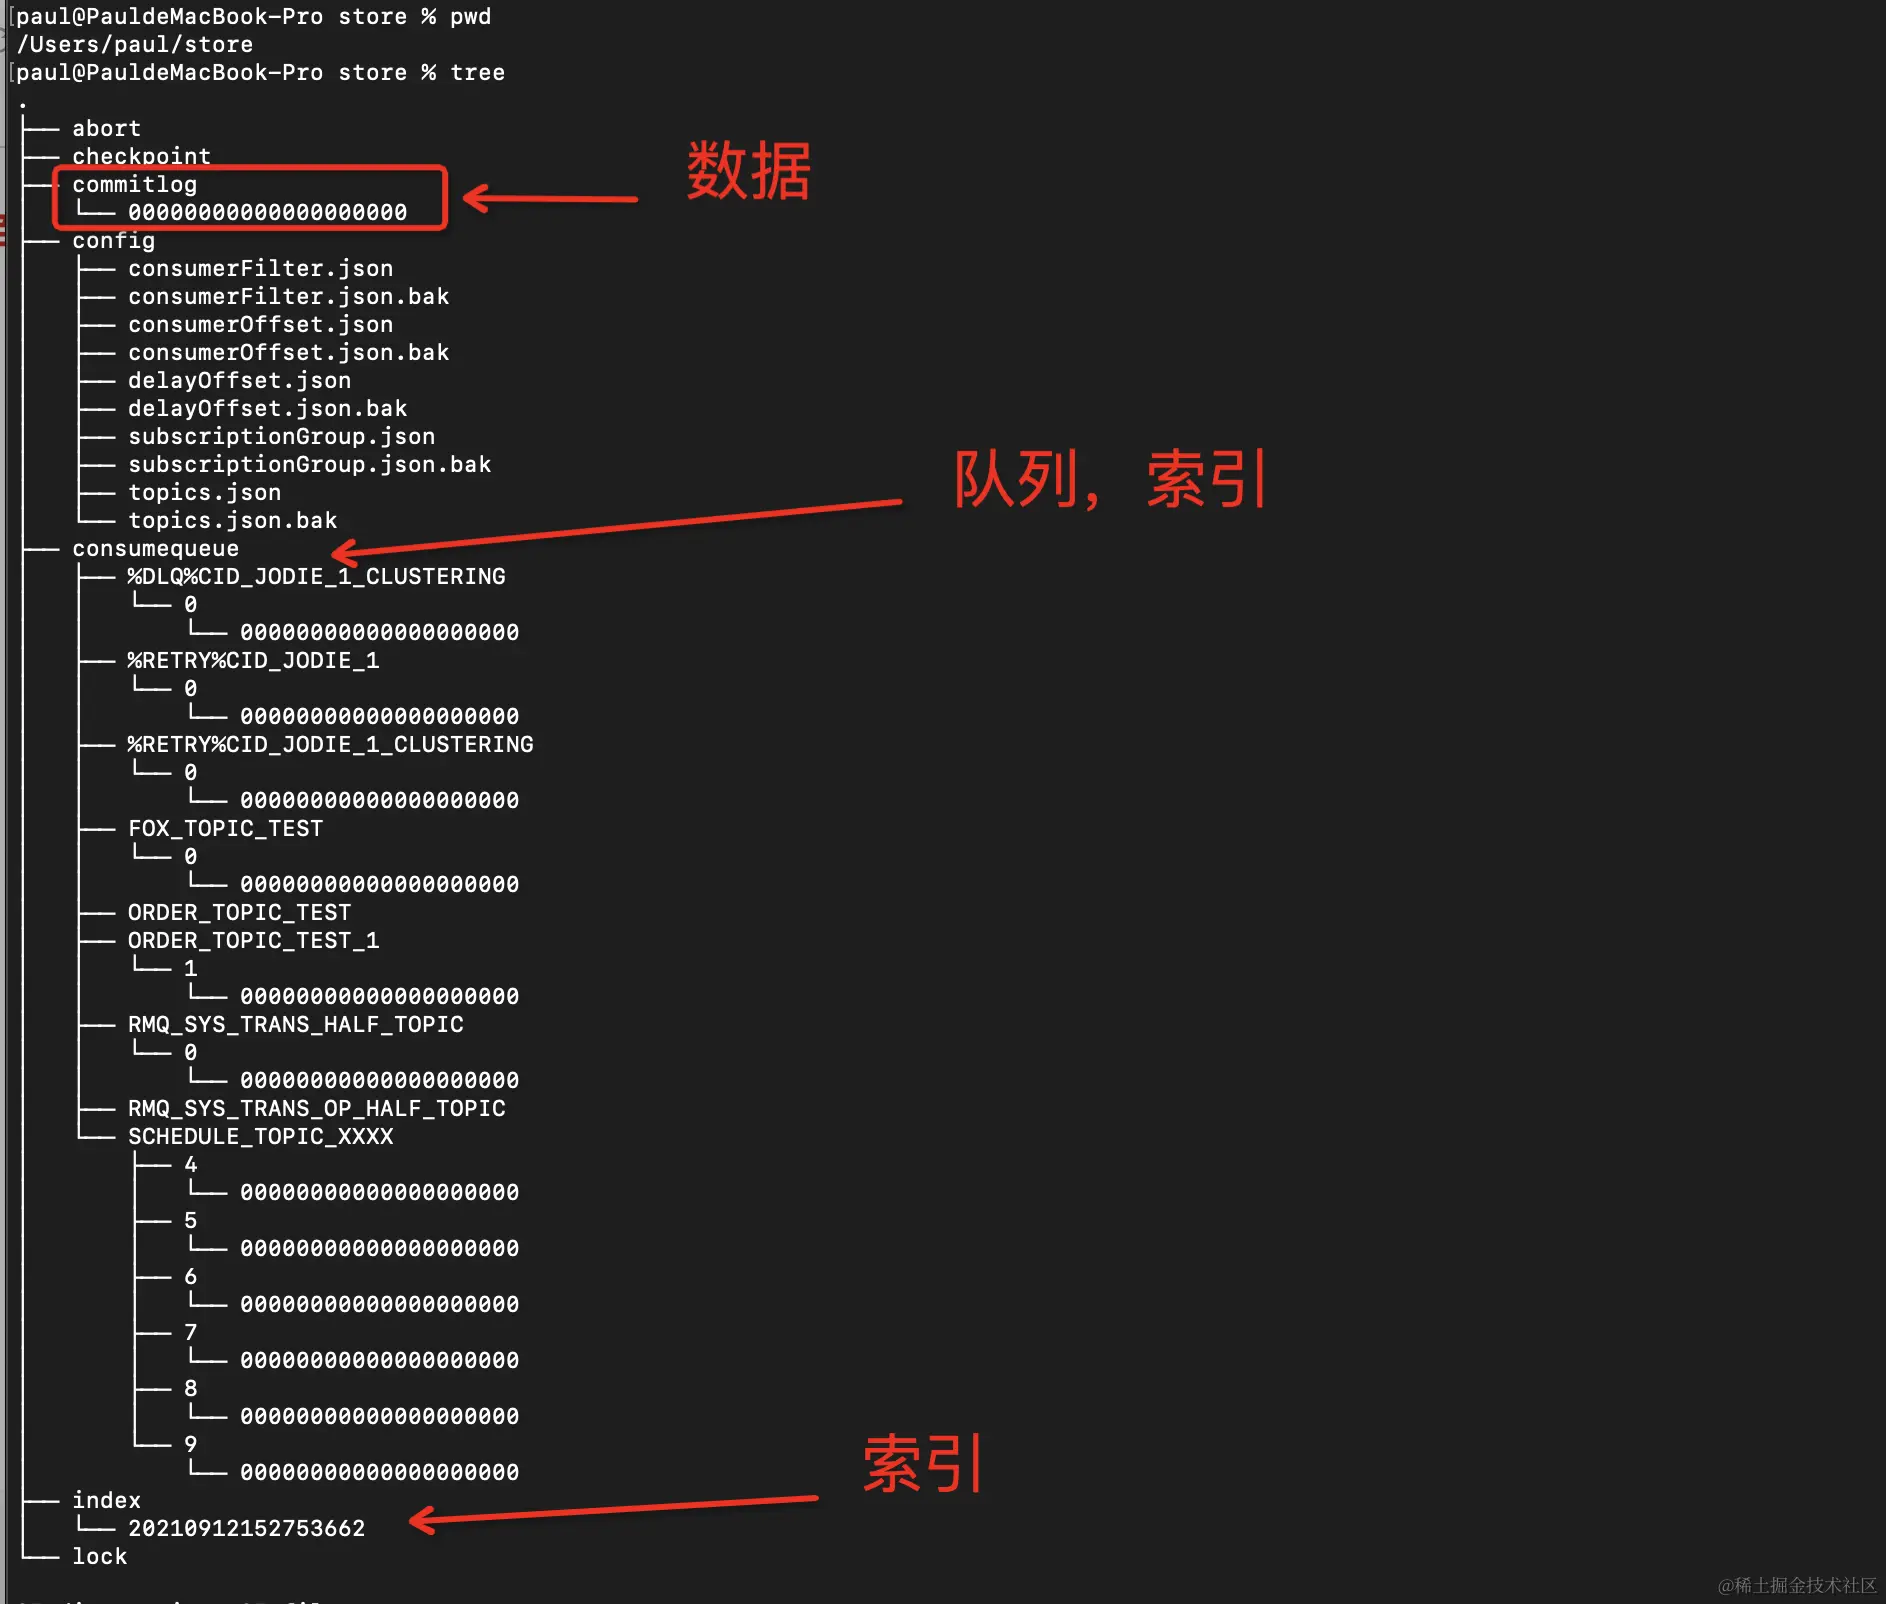 [paul@PauldeMacBook-Pro store % pwd
/Users/paul/store
[paul@PauldeMacBook-Pro store % tree
.
├── abort
├── checkpoint
├── commitlog
│   └── 00000000000000000000
├── config
│   ├── consumerFilter.json
│   ├── consumerFilter.json.bak
│   ├── consumerOffset.json
│   ├── consumerOffset.json.bak
│   ├── delayOffset.json
│   ├── delayOffset.json.bak
│   ├── subscriptionGroup.json
│   ├── subscriptionGroup.json.bak
│   ├── topics.json
│   └── topics.json.bak
├── consumequeue
│   ├── %DLQ%CID_JODIE_1_CLUSTERING
│   │   └── 0
│   │       └── 00000000000000000000
│   ├── %RETRY%CID_JODIE_1
│   │   └── 0
│   │       └── 00000000000000000000
│   ├── %RETRY%CID_JODIE_1_CLUSTERING
│   │   └── 0
│   │       └── 00000000000000000000
│   ├── FOX_TOPIC_TEST
│   │   └── 0
│   │       └── 00000000000000000000
│   ├── ORDER_TOPIC_TEST
│   ├── ORDER_TOPIC_TEST_1
│   │   └── 1
│   │       └── 00000000000000000000
│   ├── RMQ_SYS_TRANS_HALF_TOPIC
│   │   └── 0
│   │       └── 00000000000000000000
│   ├── RMQ_SYS_TRANS_OP_HALF_TOPIC
│   └── SCHEDULE_TOPIC_XXXX
│       ├── 4
│       │   └── 00000000000000000000
│       ├── 5
│       │   └── 00000000000000000000
│       ├── 6
│       │   └── 00000000000000000000
│       ├── 7
│       │   └── 00000000000000000000
│       ├── 8
│       │   └── 00000000000000000000
│       └── 9
│           └── 00000000000000000000
├── index
│   └── 20210912152753662
└── lock
数据
队列，索引
索引
@稀土掘金技术社区